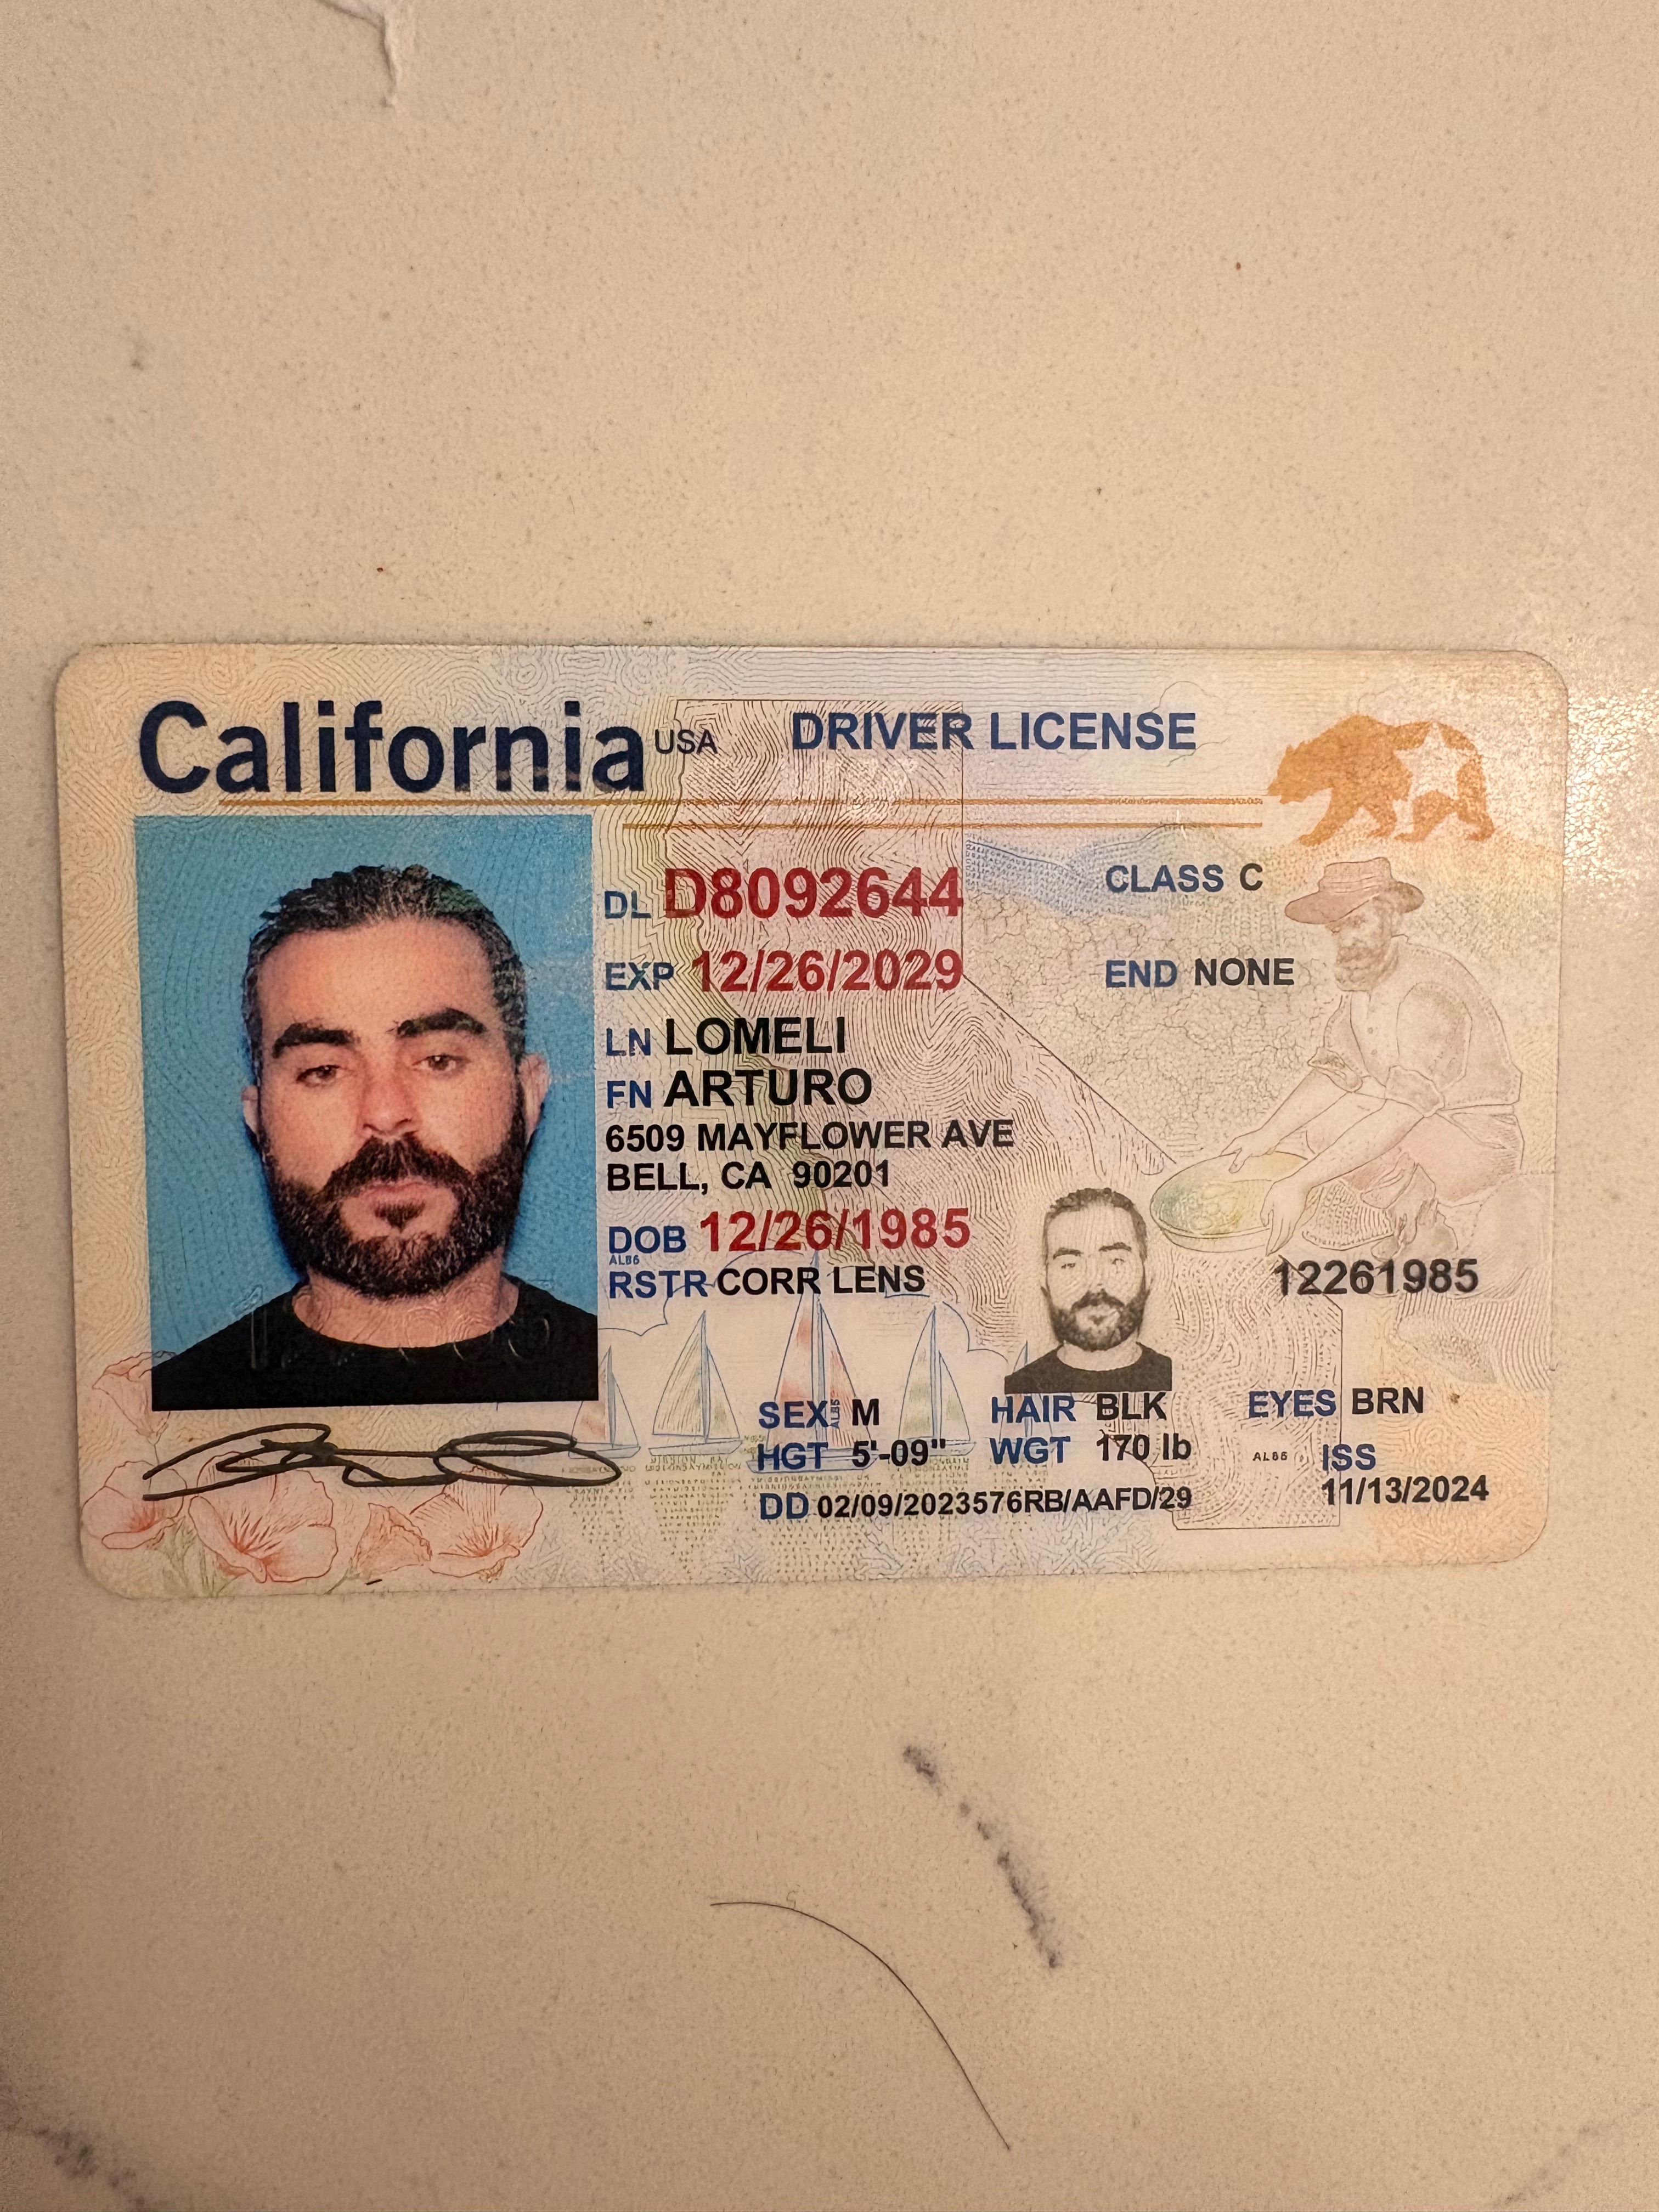 California USA DRIVER LICENSE
DL D8092644
CLASS C
EXP 12/26/2029
END NONE
LN LOMELI
FN ARTURO
6509 MAYFLOWER AVE
BELL, CA 90201
DOB 12/26/1985
RSTR CORR LENS
12261985
SEX M
HAIR BLK
EYES BRN
HGT 5'-09"
WGT 170 lb
ISS
11/13/2024
DD 02/09/2023576RB/AAFD/29